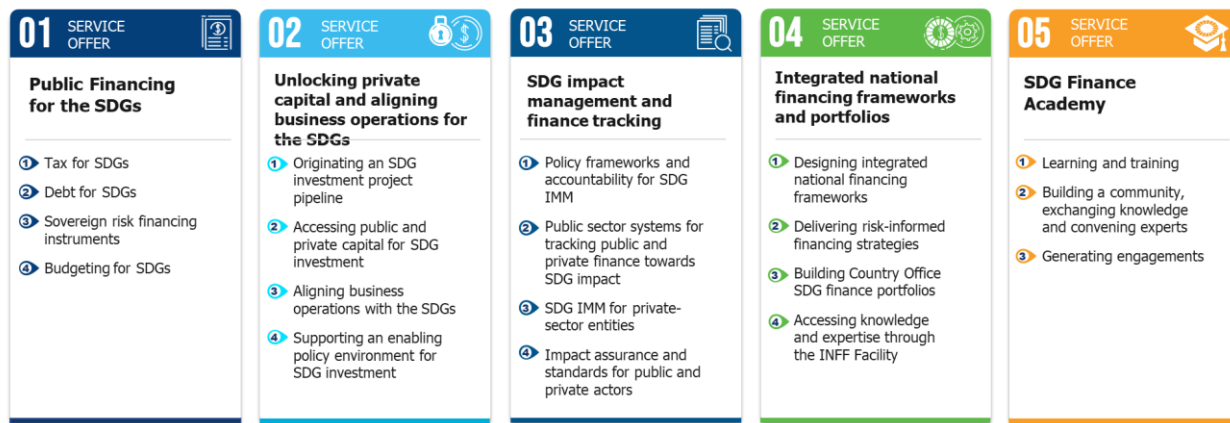 01 SERVICE
OFFER
Public Financing
for the SDGs
1 Tax for SDGs
2 Debt for SDGs
3 Sovereign risk financing
instruments
4 Budgeting for SDGs
02 SERVICE
OFFER
Unlocking private
capital and aligning
business operations for
the SDGs
1 Originating an SDG
investment project
pipeline
2 Accessing public and
private capital for SDG
investment
3 Aligning business
operations with the SDGs
4 Supporting an enabling
policy environment for
SDG investment
03 SERVICE
OFFER
SDG impact
management and
finance tracking
1 Policy frameworks and
accountability for SDG
IMM
2 Public sector systems for
tracking public and
private finance towards
SDG impact
3 SDG IMM for private-
sector entities
4 Impact assurance and
standards for public and
private actors
04 SERVICE
OFFER
Integrated national
financing frameworks
and portfolios
1 Designing integrated
national financing
frameworks
2 Delivering risk-informed
financing strategies
3 Building Country Office
SDG finance portfolios
4 Accessing knowledge
and expertise through
the INFF Facility
05 SERVICE
OFFER
SDG Finance
Academy
1 Learning and training
2 Building a community,
exchanging knowledge
and convening experts
3 Generating engagements